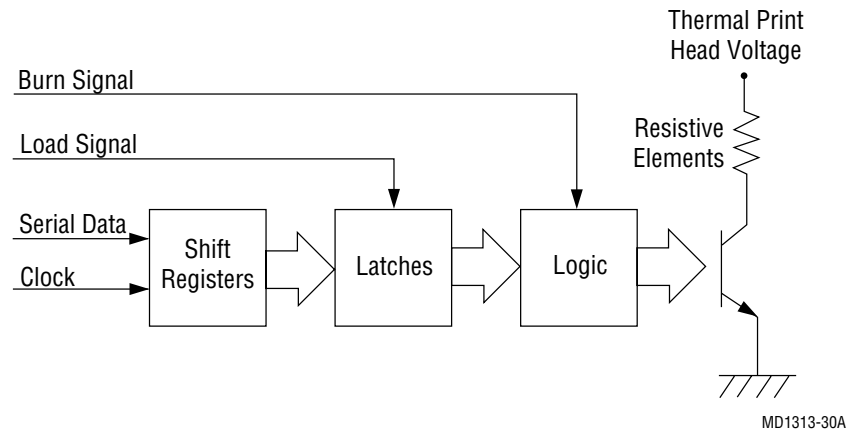 Thermal Print
Head Voltage
Burn Signal
Resistive
Elements
Load Signal
Serial Data
Clock
Shift
Registers
Latches
Logic
MD1313-30A